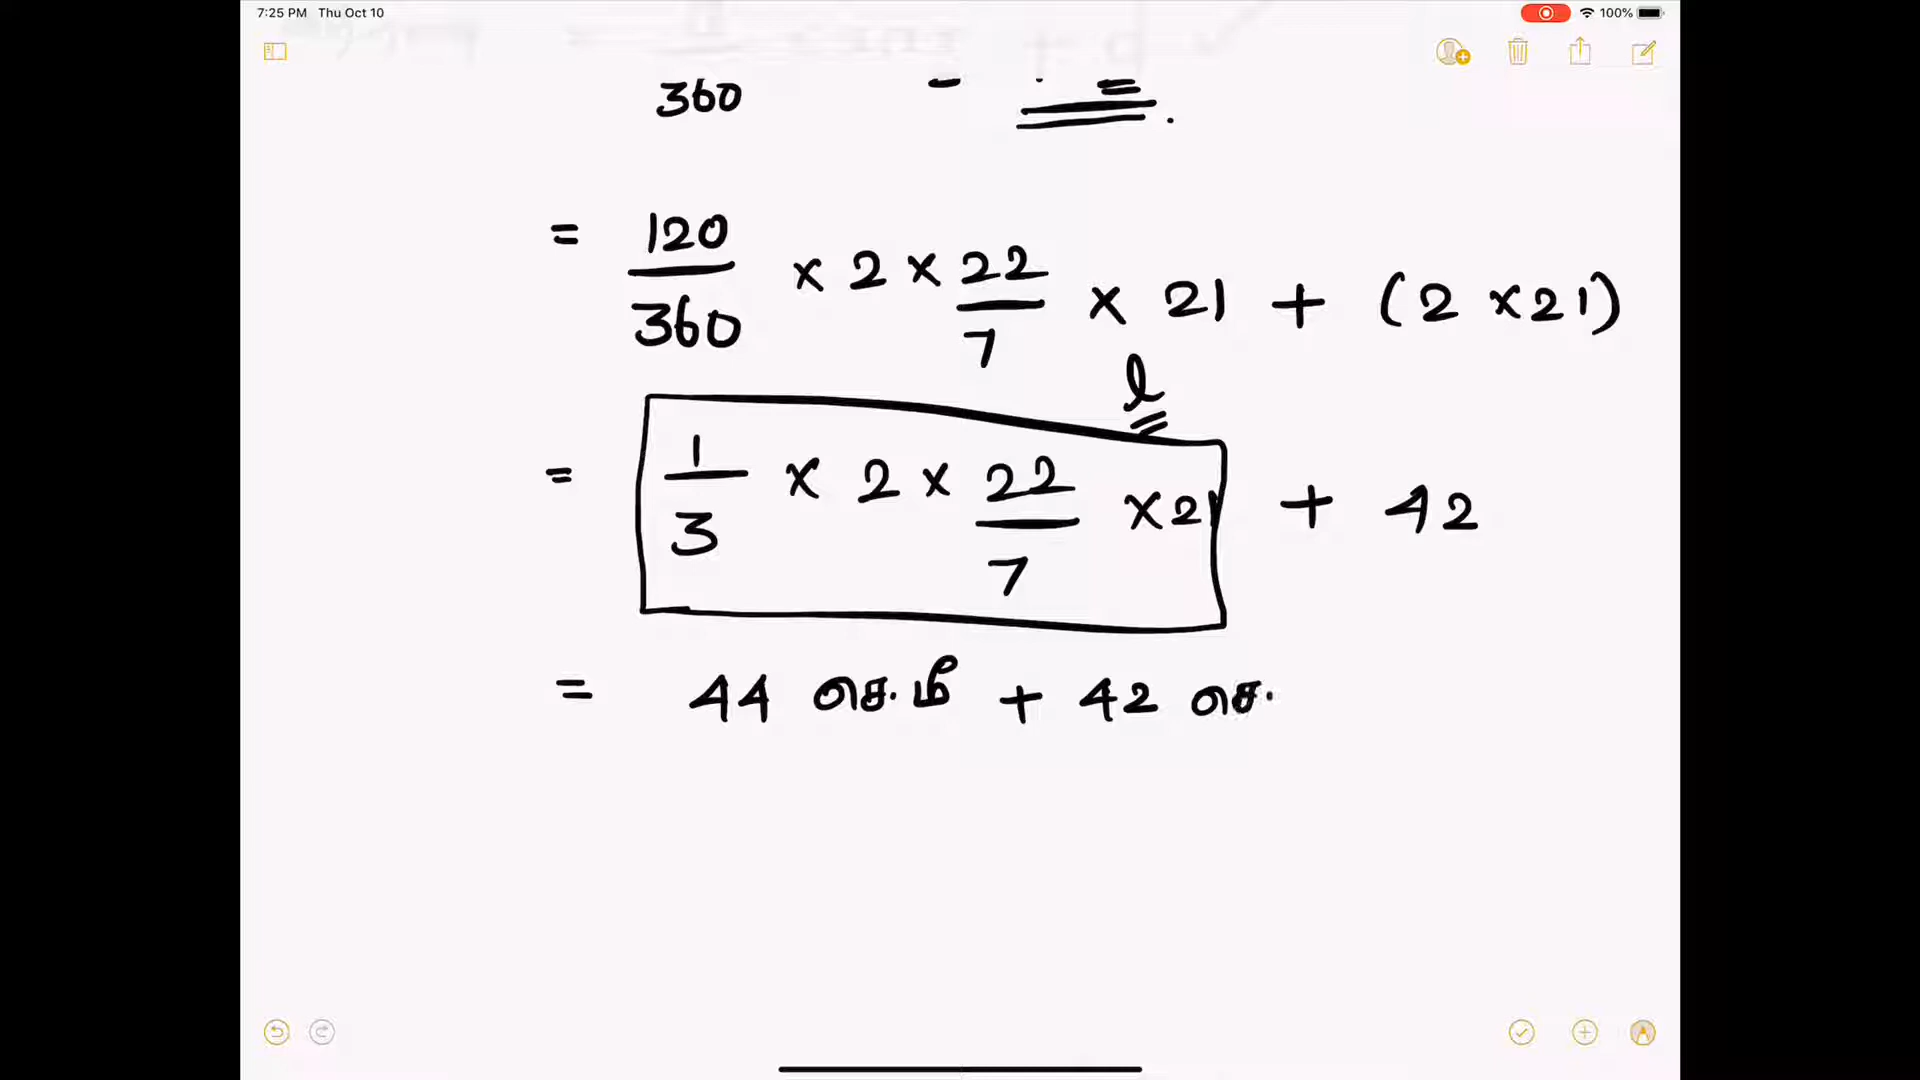 7:25 PM Thu Oct 10
100%
360
= 120/360 × 2 × 22/7 × 21 + (2 × 21)
l
= 1/3 × 2 × 22/7 × 21 + 42
= 44 செ.மீ + 42 செ.